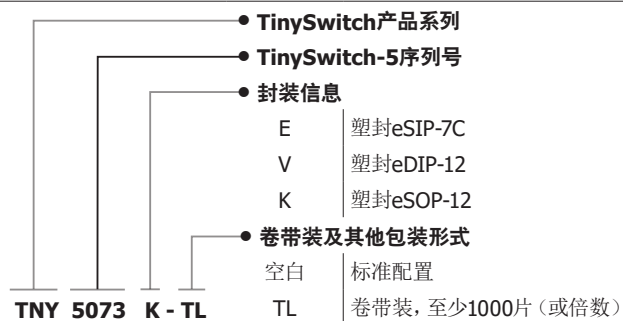 TinySwitch产品系列
TinySwitch-5序列号
封装信息
E 塑封eSIP-7C
V 塑封eDIP-12
K 塑封eSOP-12
卷带装及其他包装形式
空白 标准配置
TNY 5073 K - TL TL 卷带装，至少1000片（或倍数）